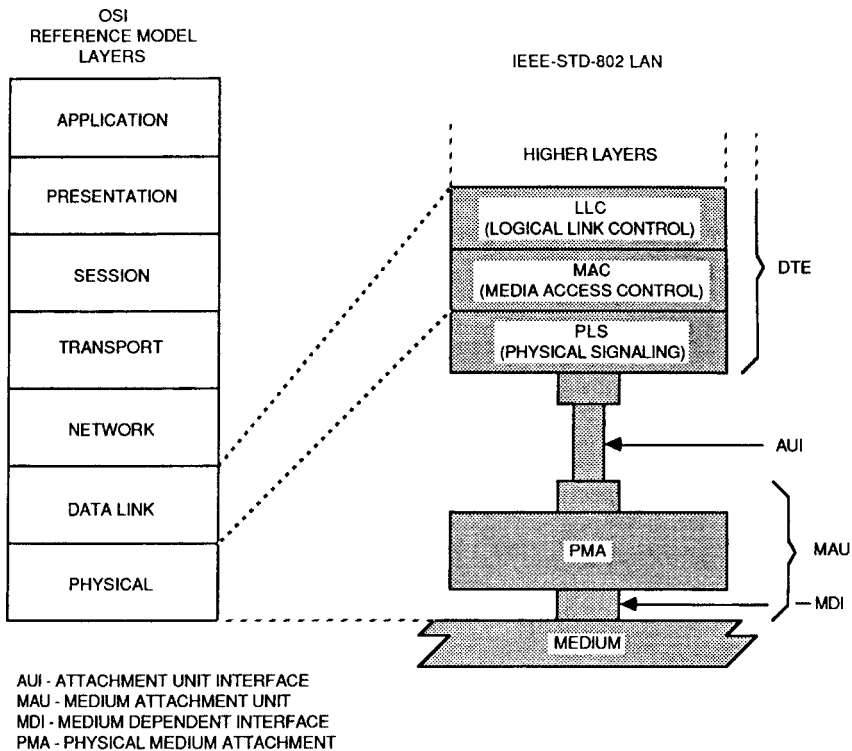 OSI
REFERENCE MODEL
LAYERS
APPLICATION
PRESENTATION
SESSION
TRANSPORT
NETWORK
DATA LINK
PHYSICAL
IEEE-STD-802 LAN
HIGHER LAYERS
LLC
(LOGICAL LINK CONTROL)
MAC
(MEDIA ACCESS CONTROL)
PLS
(PHYSICAL SIGNALING)
DTE
AUI
PMA
MAU
MDI
MEDIUM
AUI - ATTACHMENT UNIT INTERFACE
MAU - MEDIUM ATTACHMENT UNIT
MDI - MEDIUM DEPENDENT INTERFACE
PMA - PHYSICAL MEDIUM ATTACHMENT